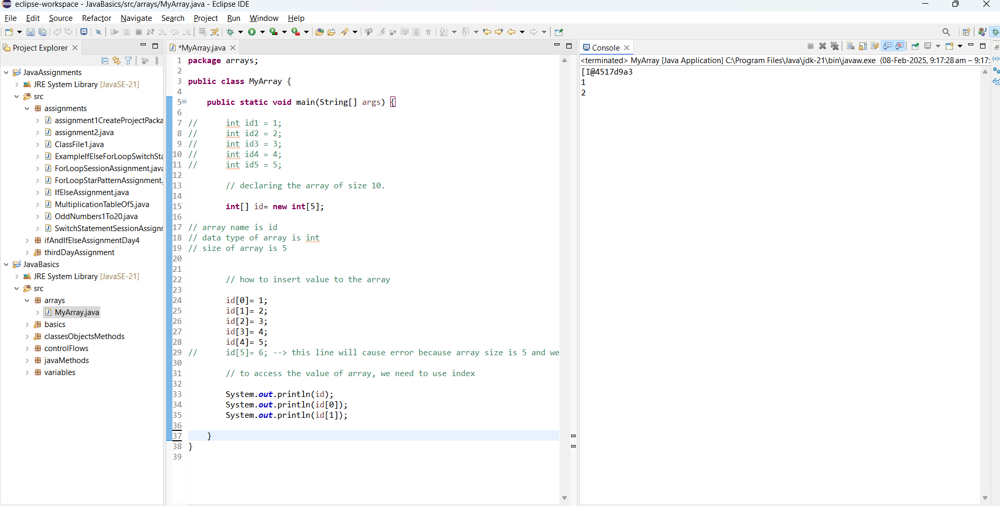 eclipse-workspace - JavaBasics/src/arrays/MyArray.java - Eclipse IDE
File Edit Source Refactor Navigate Search Project Run Window Help
Project Explorer
JavaAssignments
JRE System Library [JavaSE-21]
src
assignments
assignment1CreateProjectPacka
assignment2.java
ClassFile1.java
ExampleIfElseForLoopSwitchSta
ForLoopSessionAssignment.java
ForLoopStarPatternAssignment.
IfElseAssignment.java
MultiplicationTableOf5.java
OddNumbers1To20.java
SwitchStatementSessionAssignr
ifAndIfElseAssignmentDay4
thirdDayAssignment
JavaBasics
JRE System Library [JavaSE-21]
src
arrays
MyArray.java
basics
classesObjectsMethods
controlFlows
javaMethods
variables
*MyArray.java
1 package arrays;
2
3 public class MyArray {
4
5 public static void main(String[] args) {
6
7 // int id1 = 1;
8 // int id2 = 2;
9 // int id3 = 3;
10 // int id4 = 4;
11 // int id5 = 5;
12
13 // declaring the array of size 10.
14
15 int[] id= new int[5];
16
17 // array name is id
18 // data type of array is int
19 // size of array is 5
20
21
22 // how to insert value to the array
23
24 id[0]= 1;
25 id[1]= 2;
26 id[2]= 3;
27 id[3]= 4;
28 id[4]= 5;
29 // id[5]= 6; --> this line will cause error because array size is 5 and we
30
31 // to access the value of array, we need to use index
32
33 System.out.println(id);
34 System.out.println(id[0]);
35 System.out.println(id[1]);
36
37 }
38 }
39
Console
<terminated> MyArray [Java Application] C:\Program Files\Java\jdk-21\bin\javaw.exe (08-Feb-2025, 9:17:28 am – 9:17:
[I@4517d9a3
1
2